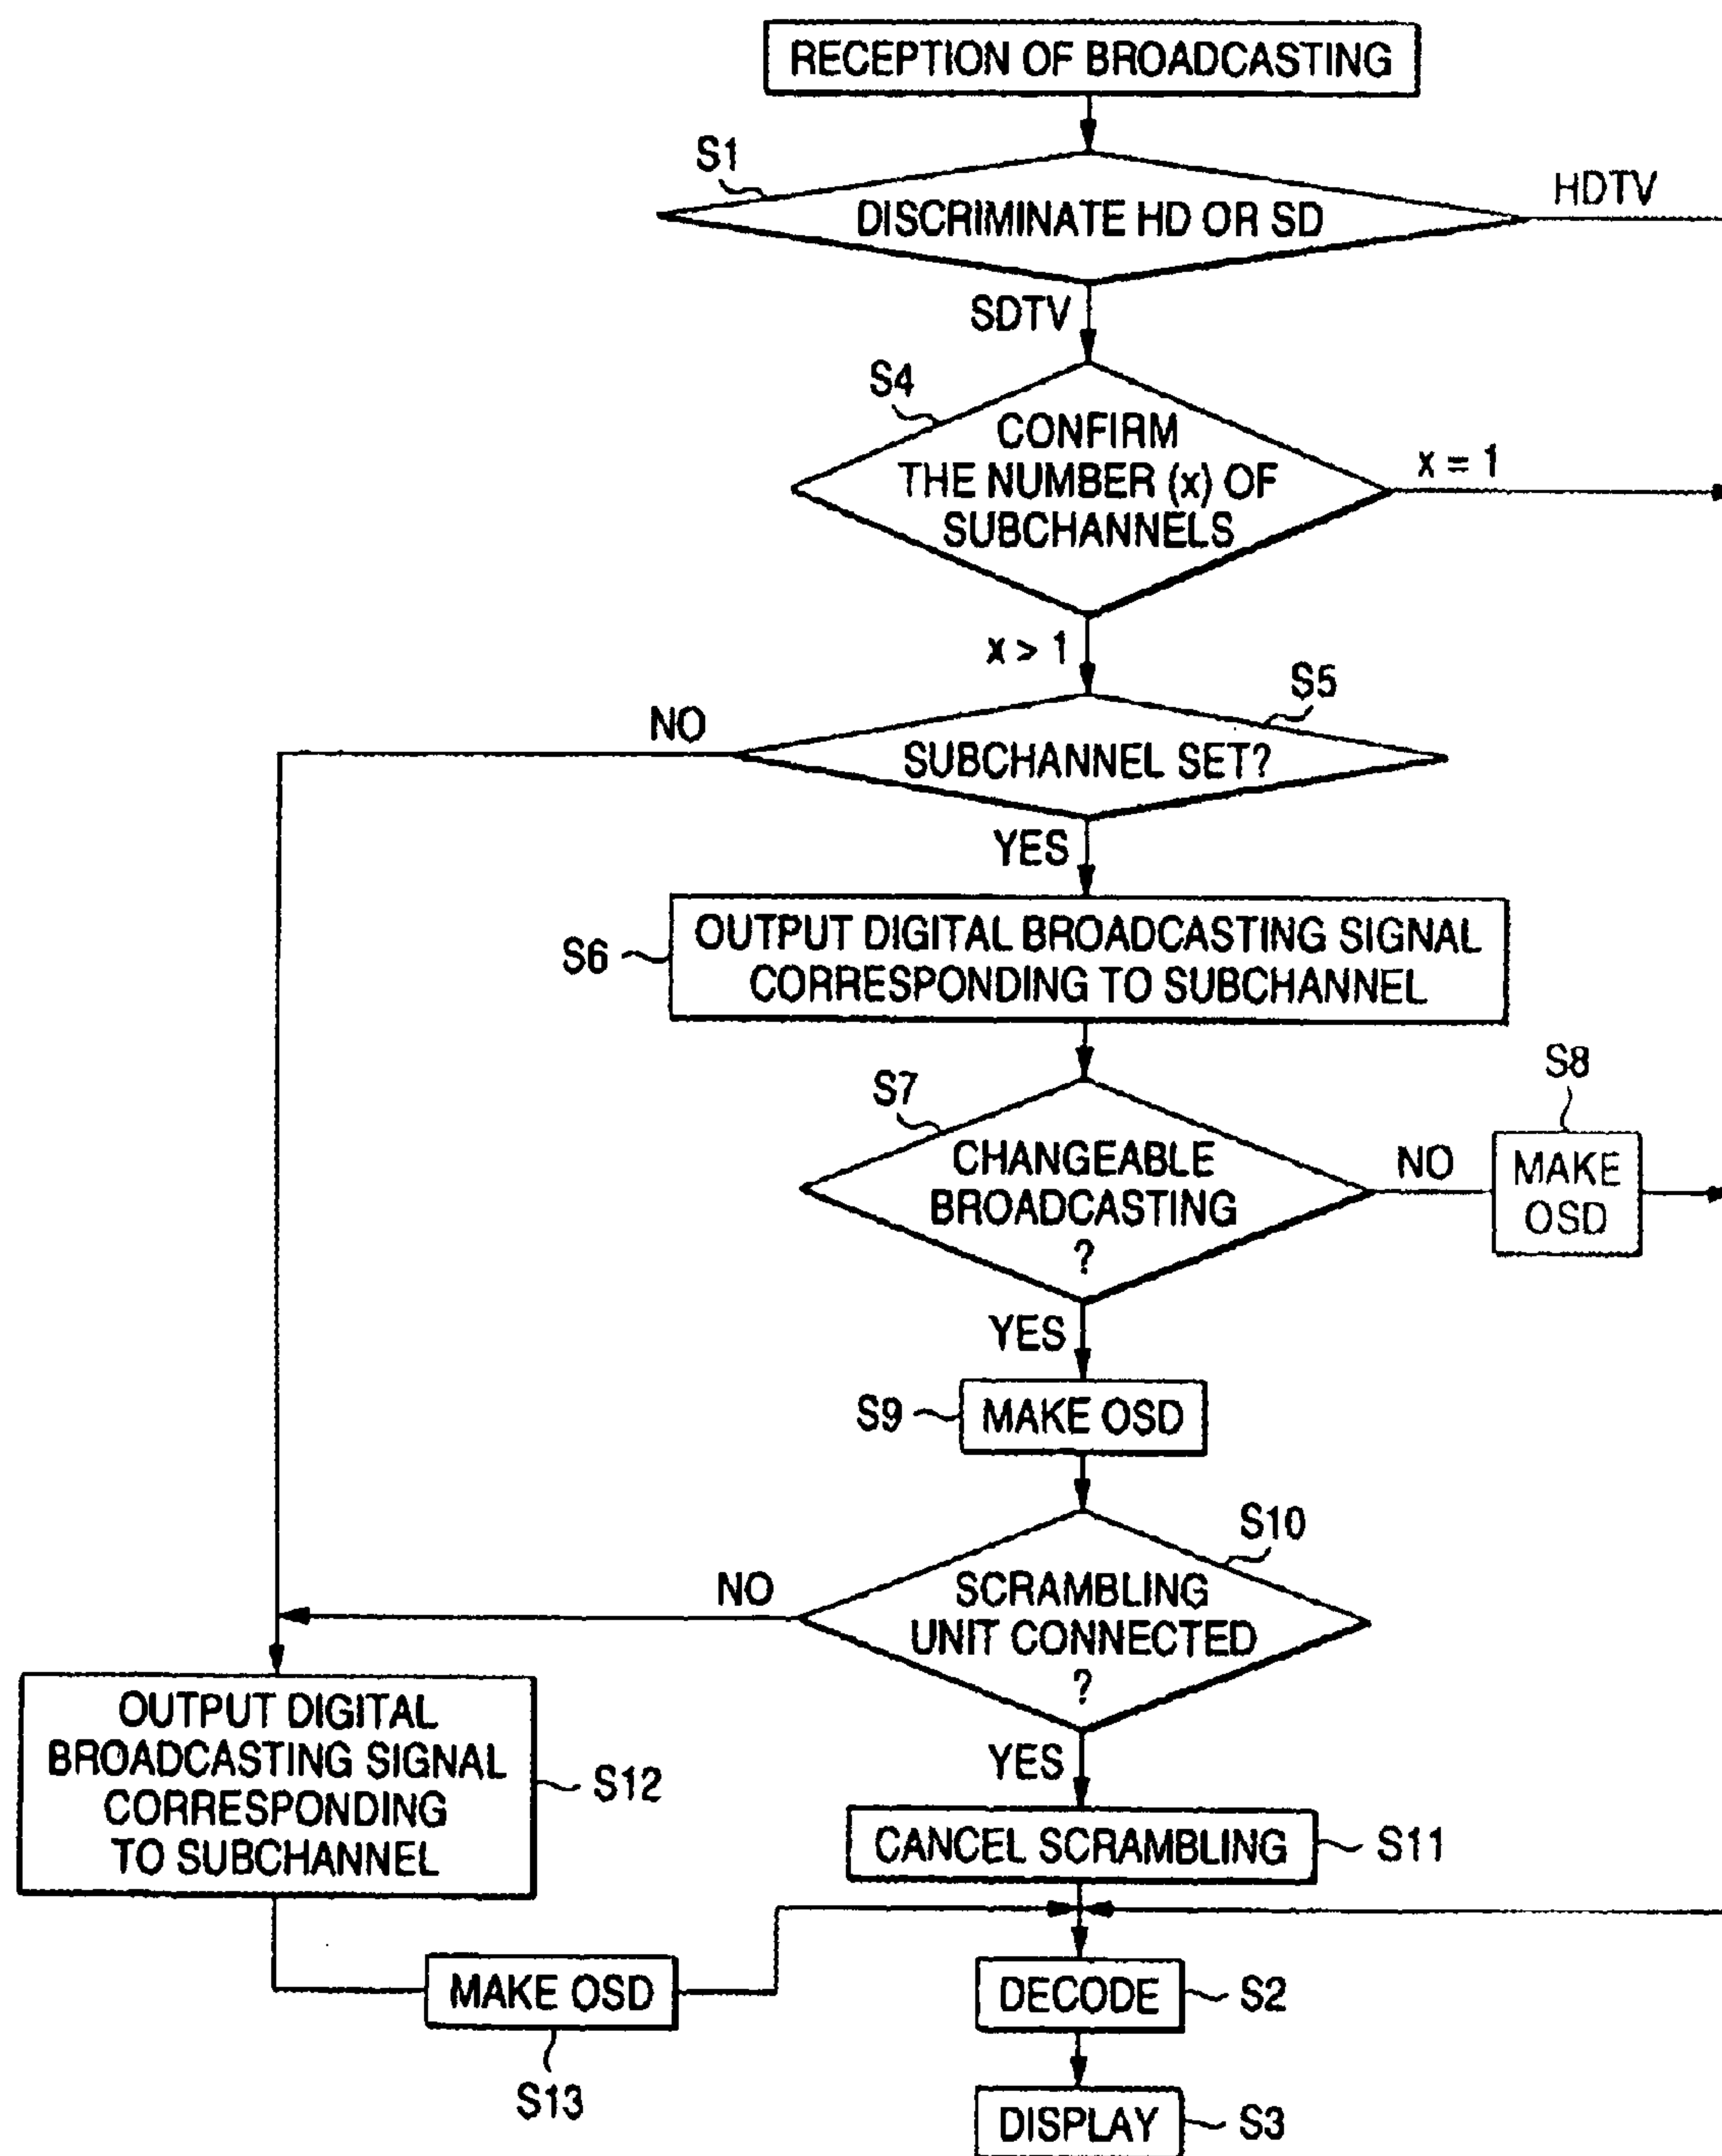 RECEPTION OF BROADCASTING
S1
HDTV
DISCRIMINATE HD OR SD
SDTV
S4
CONFIRM
THE NUMBER (x) OF
SUBCHANNELS
x = 1
x > 1
S5
NO
SUBCHANNEL SET?
YES
S6
OUTPUT DIGITAL BROADCASTING SIGNAL
CORRESPONDING TO SUBCHANNEL
S7
S8
CHANGEABLE
BROADCASTING
?
NO
MAKE
OSD
YES
S9
MAKE OSD
S10
NO
SCRAMBLING
UNIT CONNECTED
?
YES
OUTPUT DIGITAL
BROADCASTING SIGNAL
CORRESPONDING
TO SUBCHANNEL
S12
CANCEL SCRAMBLING
S11
MAKE OSD
S13
DECODE
S2
DISPLAY
S3